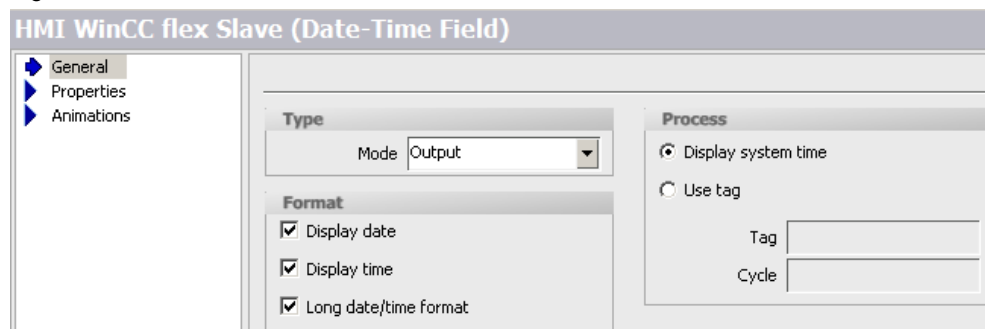 HMI WinCC flex Slave (Date-Time Field)
General
Properties
Animations
Type
Mode Output
Format
Display date
Display time
Long date/time format
Process
Display system time
Use tag
Tag
Cycle